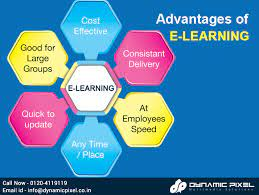 Advantages of
E-LEARNING
Cost
Effective
Good for
Large
Groups
Consistant
Delivery
E-LEARNING
Quick to
update
At
Employees
Speed
Any Time
/ Place
Call Now - 0120-4119119
Email id - info@dynamicpixel.co.in
DYNAMIC PIXEL